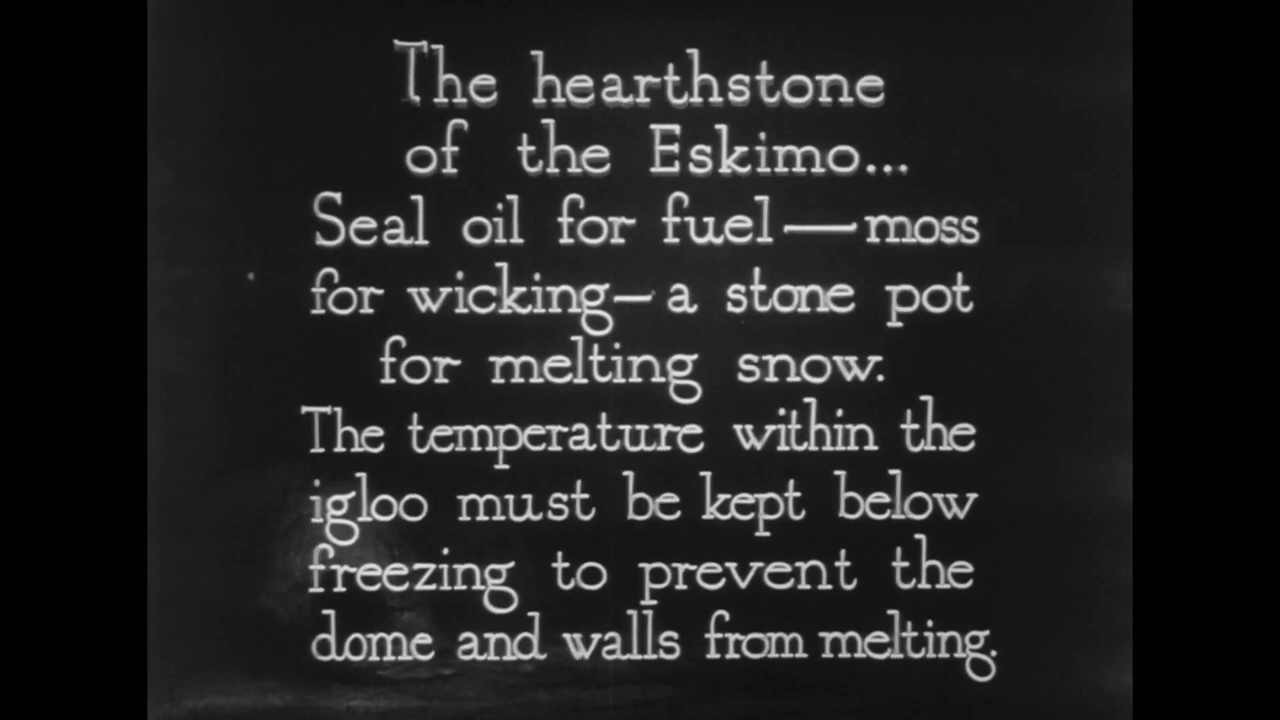 The hearthstone
of the Eskimo...
Seal oil for fuel — moss
for wicking — a stone pot
for melting snow.
The temperature within the
igloo must be kept below
freezing to prevent the
dome and walls from melting.